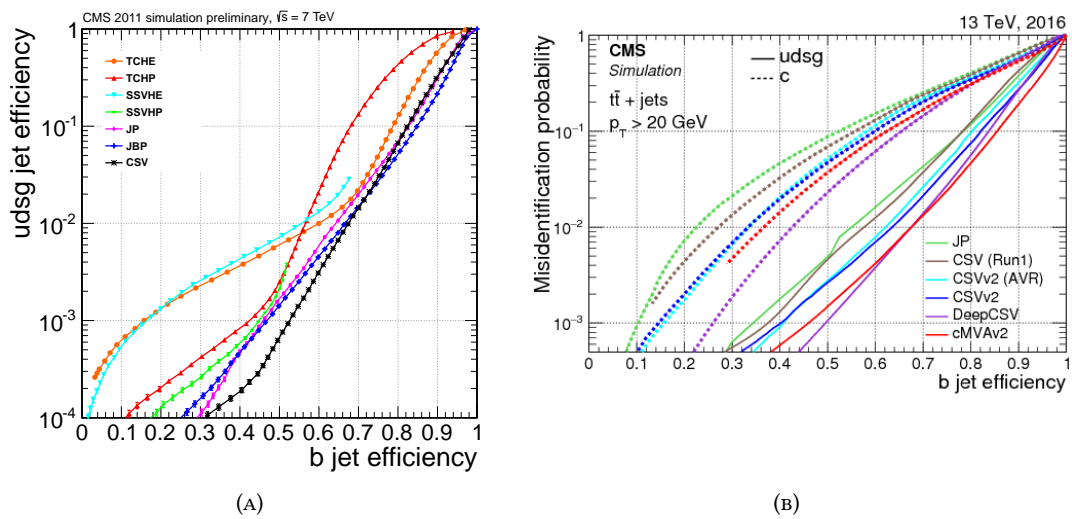 CMS 2011 simulation preliminary, √s = 7 TeV
udsg jet efficiency
1
10⁻¹
10⁻²
10⁻³
10⁻⁴
TCHE
TCHP
SSVHE
SSVHP
JP
JBP
CSV
0 0.1 0.2 0.3 0.4 0.5 0.6 0.7 0.8 0.9 1
b jet efficiency
(A)
13 TeV, 2016
Misidentification probability
1
10⁻¹
10⁻²
10⁻³
CMS
Simulation
tt̄ + jets
p_T > 20 GeV
udsg
c
JP
CSV (Run1)
CSVv2 (AVR)
CSVv2
DeepCSV
cMVAv2
0 0.1 0.2 0.3 0.4 0.5 0.6 0.7 0.8 0.9 1
b jet efficiency
(B)